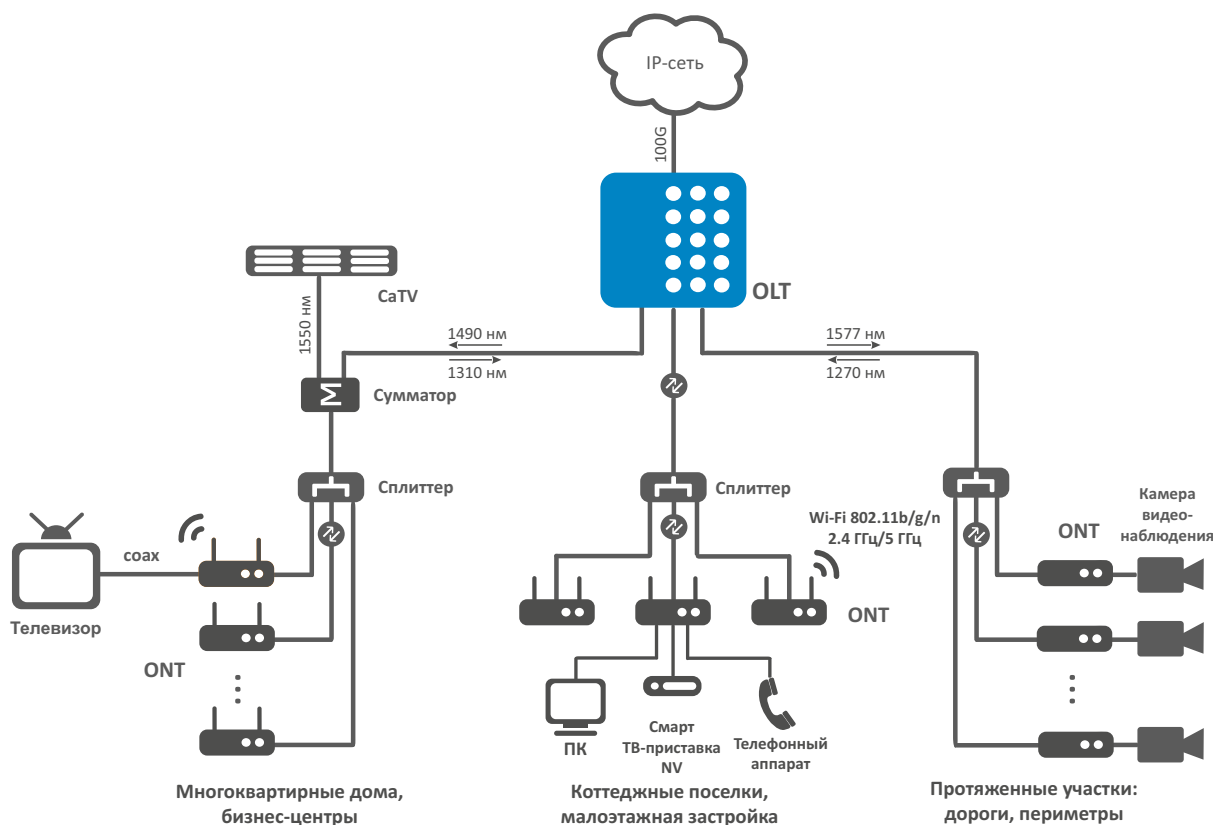 IP-сеть
100G
OLT
CaTV
1550 нм
1490 нм
1310 нм
1577 нм
1270 нм
Сумматор
Сплиттер
Сплиттер
Wi-Fi 802.11b/g/n
2.4 ГГц/5 ГГц
ONT
Камера
видео-
наблюдения
coax
Телевизор
ONT
ONT
ПК
Смарт
ТВ-приставка
NV
Телефонный
аппарат
Многоквартирные дома,
бизнес-центры
Коттеджные поселки,
малоэтажная застройка
Протяженные участки:
дороги, периметры